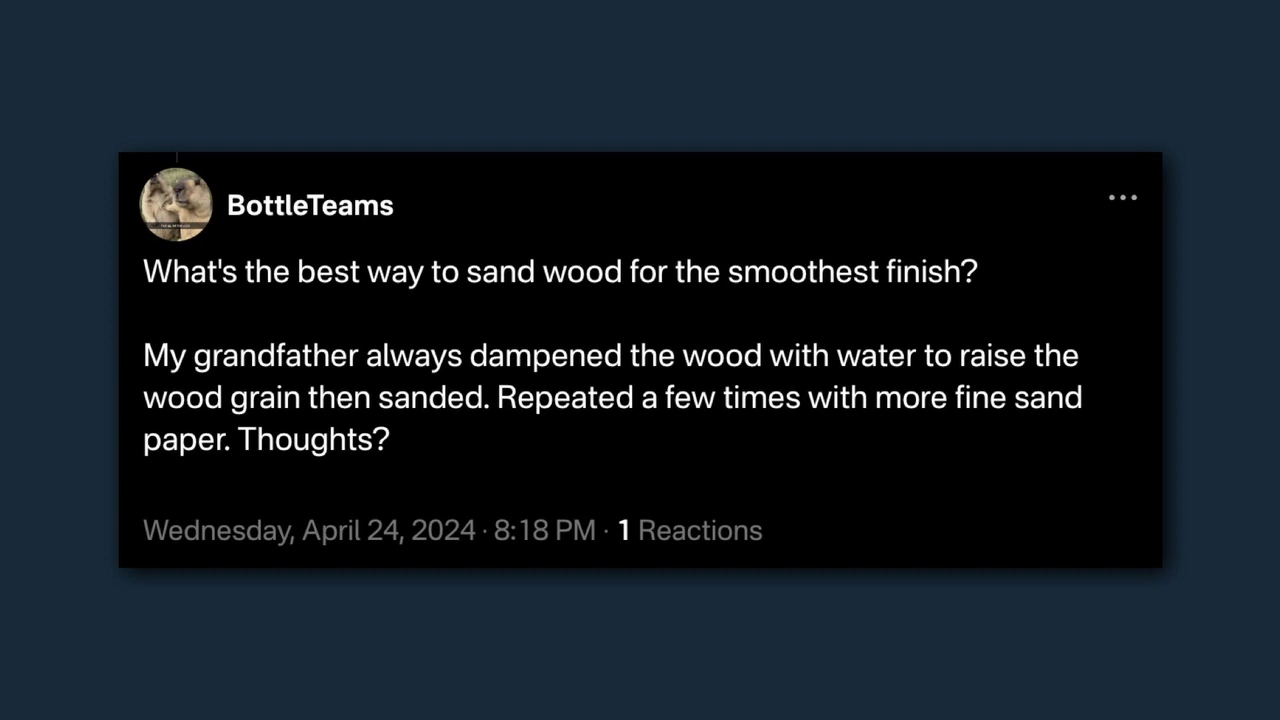 BottleTeams
What's the best way to sand wood for the smoothest finish?
My grandfather always dampened the wood with water to raise the
wood grain then sanded. Repeated a few times with more fine sand
paper. Thoughts?
Wednesday, April 24, 2024 · 8:18 PM · 1 Reactions